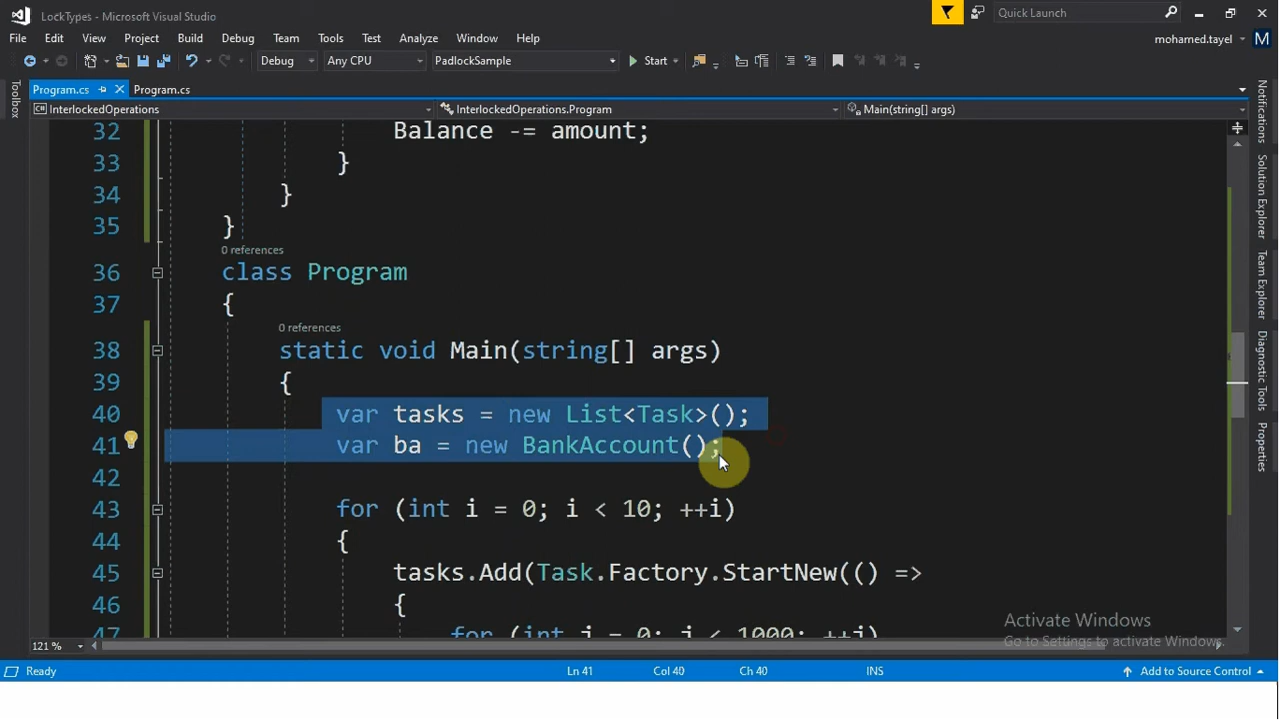 LockTypes - Microsoft Visual Studio
Quick Launch
File Edit View Project Build Debug Team Tools Test Analyze Window Help
mohamed.tayel M
Debug Any CPU PadlockSample Start
Program.cs Program.cs
InterlockedOperations InterlockedOperations.Program Main(string[] args)
Toolbox
Notifications
Solution Explorer
Team Explorer
Diagnostic Tools
Properties
32 Balance -= amount;
33 }
34 }
35 }
0 references
36 class Program
37 {
0 references
38 static void Main(string[] args)
39 {
40 var tasks = new List<Task>();
41 var ba = new BankAccount();
42
43 for (int i = 0; i < 10; ++i)
44 {
45 tasks.Add(Task.Factory.StartNew(() =>
46 {
47 for (int j = 0; j < 1000; ++j)
Activate Windows
Go to Settings to activate Windows.
121 %
Ready Ln 41 Col 40 Ch 40 INS Add to Source Control